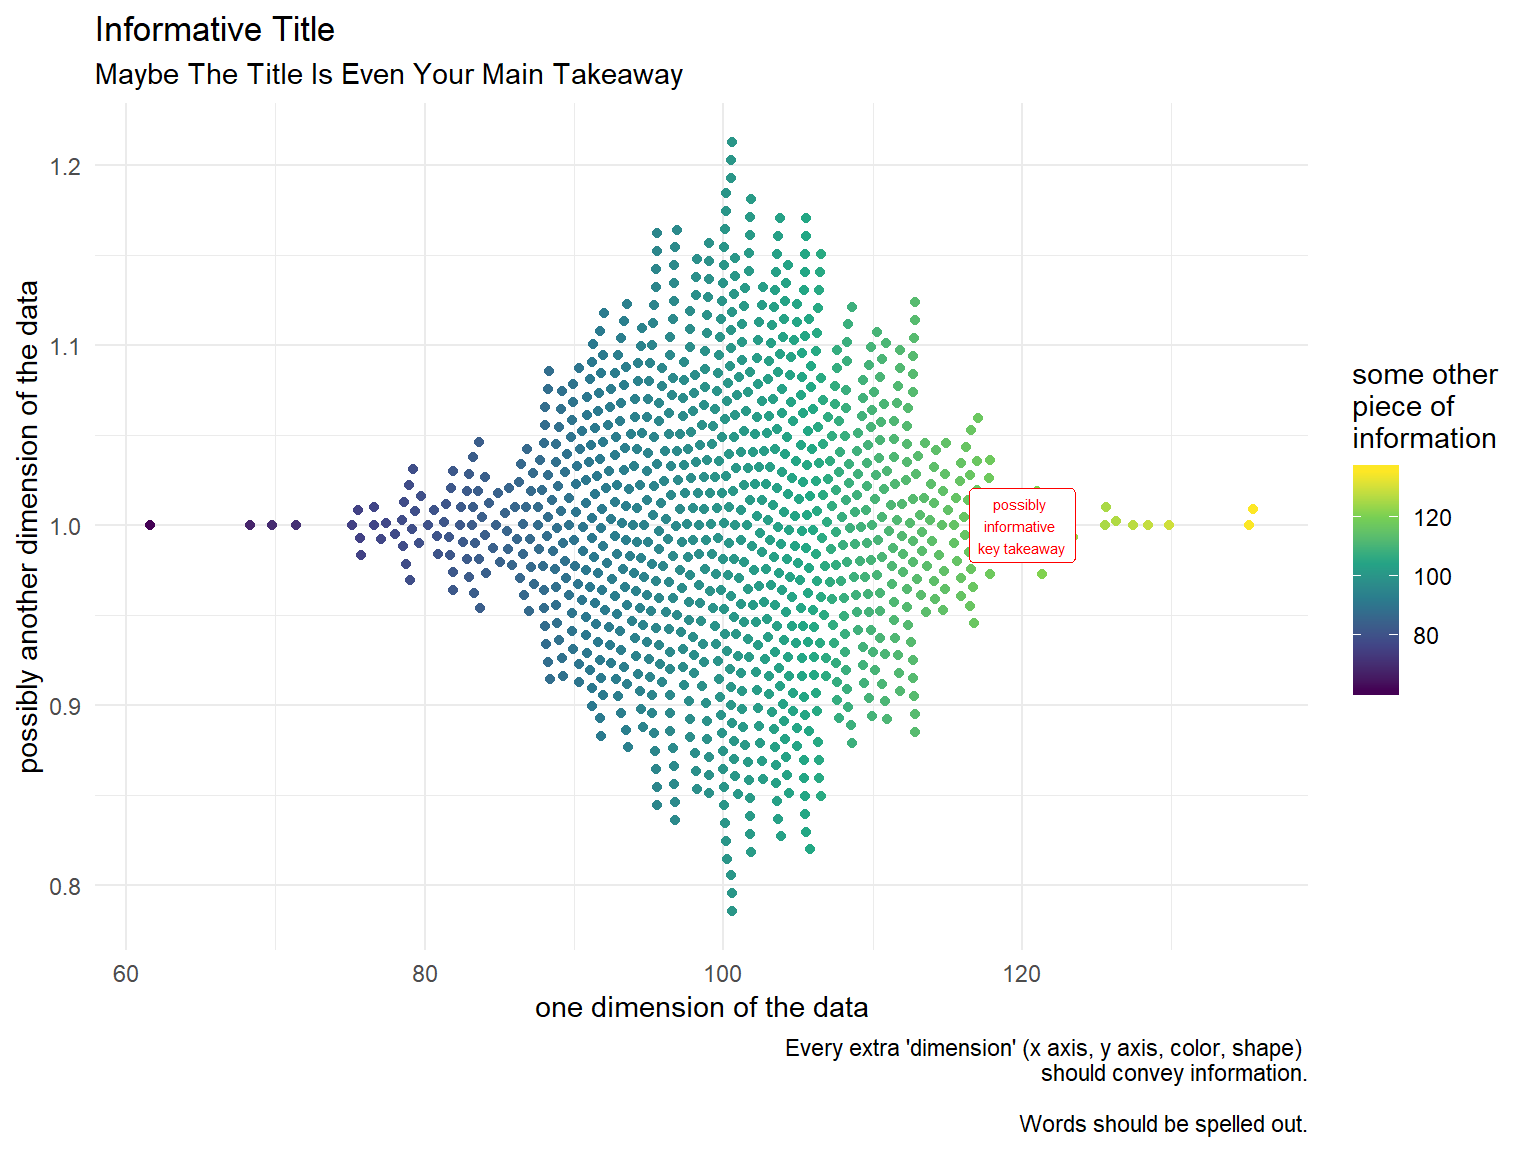 Informative Title
Maybe The Title Is Even Your Main Takeaway
possibly another dimension of the data
1.2
1.1
1.0
0.9
0.8
possibly
informative
key takeaway
60
80
100
120
one dimension of the data
some other
piece of
information
120
100
80
Every extra 'dimension' (x axis, y axis, color, shape)
should convey information.
Words should be spelled out.